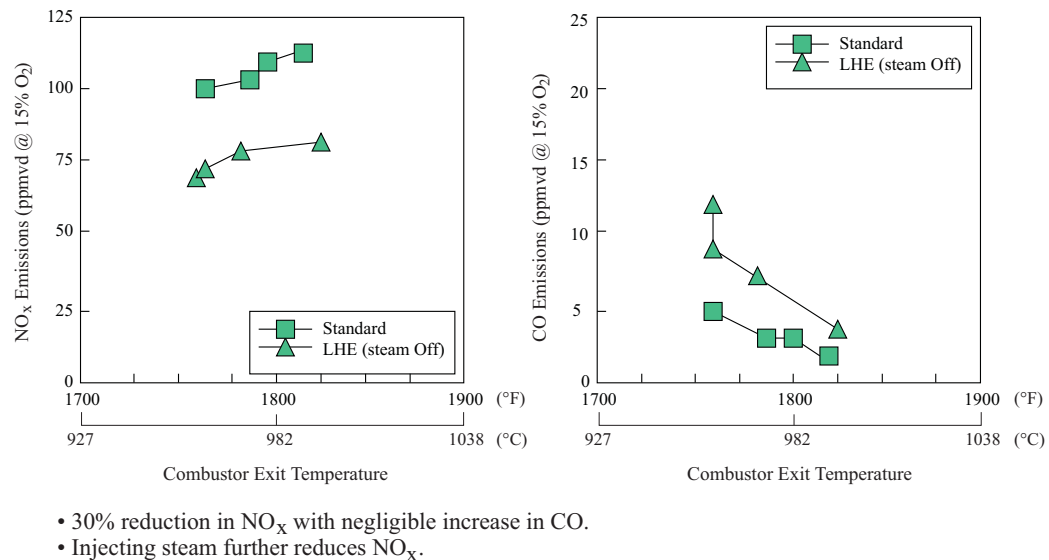 NOx Emissions (ppmvd @ 15% O2)
125
100
75
50
25
0
Standard
LHE (steam Off)
1700
1800
1900
(°F)
927
982
1038
(°C)
Combustor Exit Temperature
CO Emissions (ppmvd @ 15% O2)
25
20
15
10
5
0
Standard
LHE (steam Off)
1700
1800
1900
(°F)
927
982
1038
(°C)
Combustor Exit Temperature
• 30% reduction in NOX with negligible increase in CO.
• Injecting steam further reduces NOX.